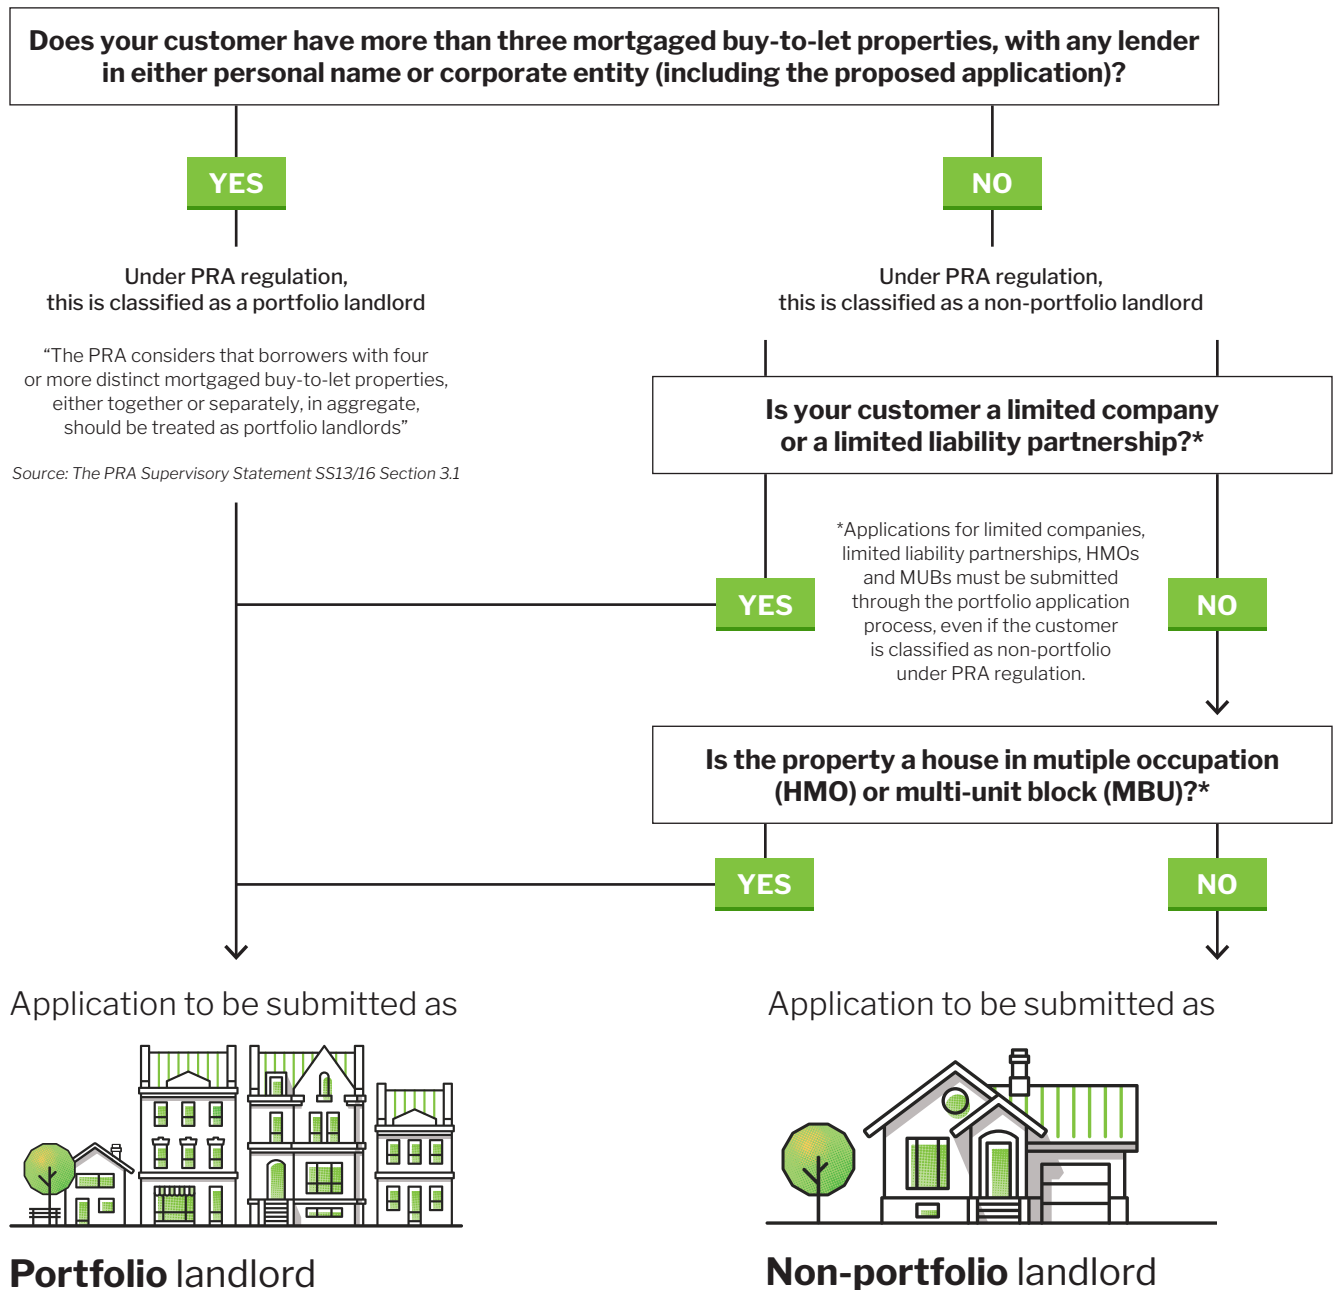 Does your customer have more than three mortgaged buy-to-let properties, with any lender
in either personal name or corporate entity (including the proposed application)?
YES
NO
Under PRA regulation,
this is classified as a portfolio landlord
Under PRA regulation,
this is classified as a non-portfolio landlord
“The PRA considers that borrowers with four
or more distinct mortgaged buy-to-let properties,
either together or separately, in aggregate,
should be treated as portfolio landlords”
Source: The PRA Supervisory Statement SS13/16 Section 3.1
Is your customer a limited company
or a limited liability partnership?*
*Applications for limited companies,
limited liability partnerships, HMOs
and MUBs must be submitted
through the portfolio application
process, even if the customer
is classified as non-portfolio
under PRA regulation.
YES
NO
Is the property a house in mutiple occupation
(HMO) or multi-unit block (MBU)?*
YES
NO
Application to be submitted as
Portfolio landlord
Application to be submitted as
Non-portfolio landlord